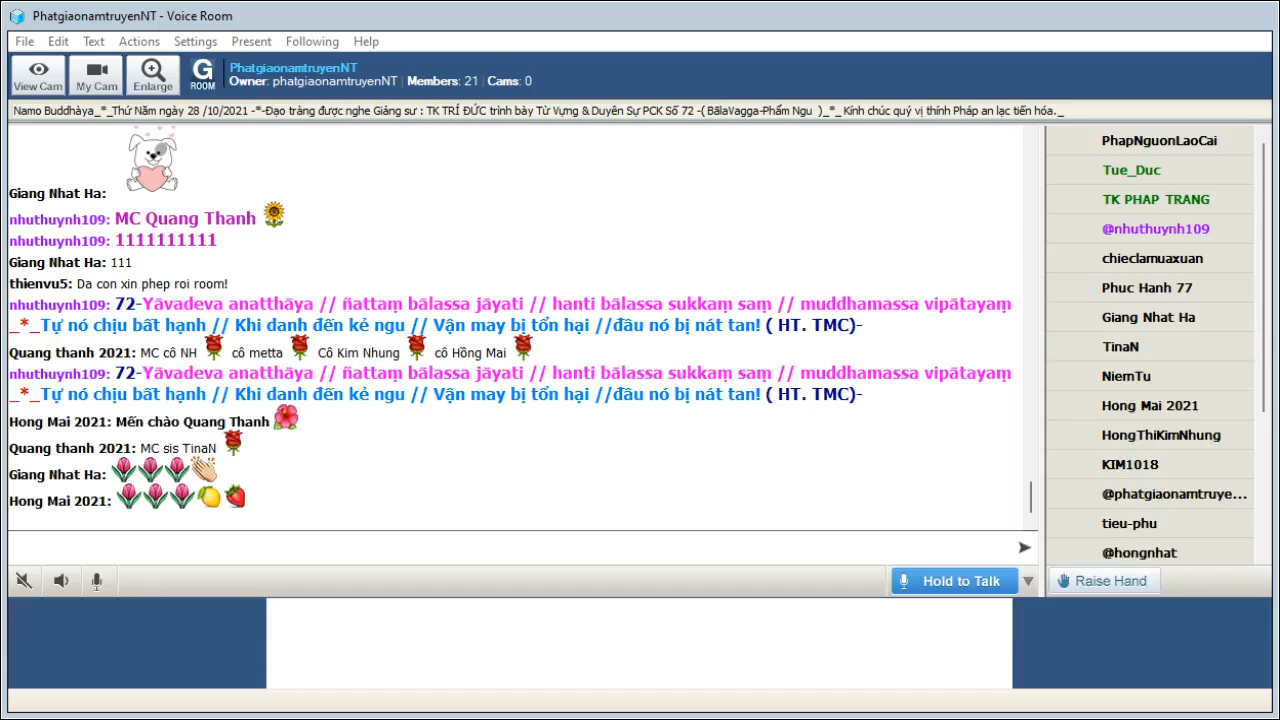 PhatgiaonamtruyenNT - Voice Room
File Edit Text Actions Settings Present Following Help
View Cam
My Cam
Enlarge
G ROOM
PhatgiaonamtruyenNT
Owner: phatgiaonamtruyenNT | Members: 21 | Cams: 0
Namo Buddhàya_*_Thứ Năm ngày 28 /10/2021 -*-Đạo tràng được nghe Giảng sư : TK TRÍ ĐỨC trình bày Từ Vựng & Duyên Sự PCK Số 72 -( BãlaVagga-Phẩm Ngu )_*_ Kính chúc quý vị thính Pháp an lạc tiến hóa._
Giang Nhat Ha:
nhuthuynh109: MC Quang Thanh
nhuthuynh109: 1111111111
Giang Nhat Ha: 111
thienvu5: Da con xin phep roi room!
nhuthuynh109: 72-Yāvadeva anatthāya // ñattaṃ bālassa jāyati // hanti bālassa sukkaṃ saṃ // muddhamassa vipātayaṃ
_*_Tự nó chịu bất hạnh // Khi danh đến kẻ ngu // Vận may bị tổn hại //đầu nó bị nát tan! ( HT. TMC)-
Quang thanh 2021: MC cô NH cô metta Cô Kim Nhung cô Hồng Mai
nhuthuynh109: 72-Yāvadeva anatthāya // ñattaṃ bālassa jāyati // hanti bālassa sukkaṃ saṃ // muddhamassa vipātayaṃ
_*_Tự nó chịu bất hạnh // Khi danh đến kẻ ngu // Vận may bị tổn hại //đầu nó bị nát tan! ( HT. TMC)-
Hong Mai 2021: Mến chào Quang Thanh
Quang thanh 2021: MC sis TinaN
Giang Nhat Ha:
Hong Mai 2021:
PhapNguonLaoCai
Tue_Duc
TK PHAP TRANG
@nhuthuynh109
chieclamuaxuan
Phuc Hanh 77
Giang Nhat Ha
TinaN
NiemTu
Hong Mai 2021
HongThiKimNhung
KIM1018
@phatgiaonamtruye...
tieu-phu
@hongnhat
Hold to Talk
Raise Hand